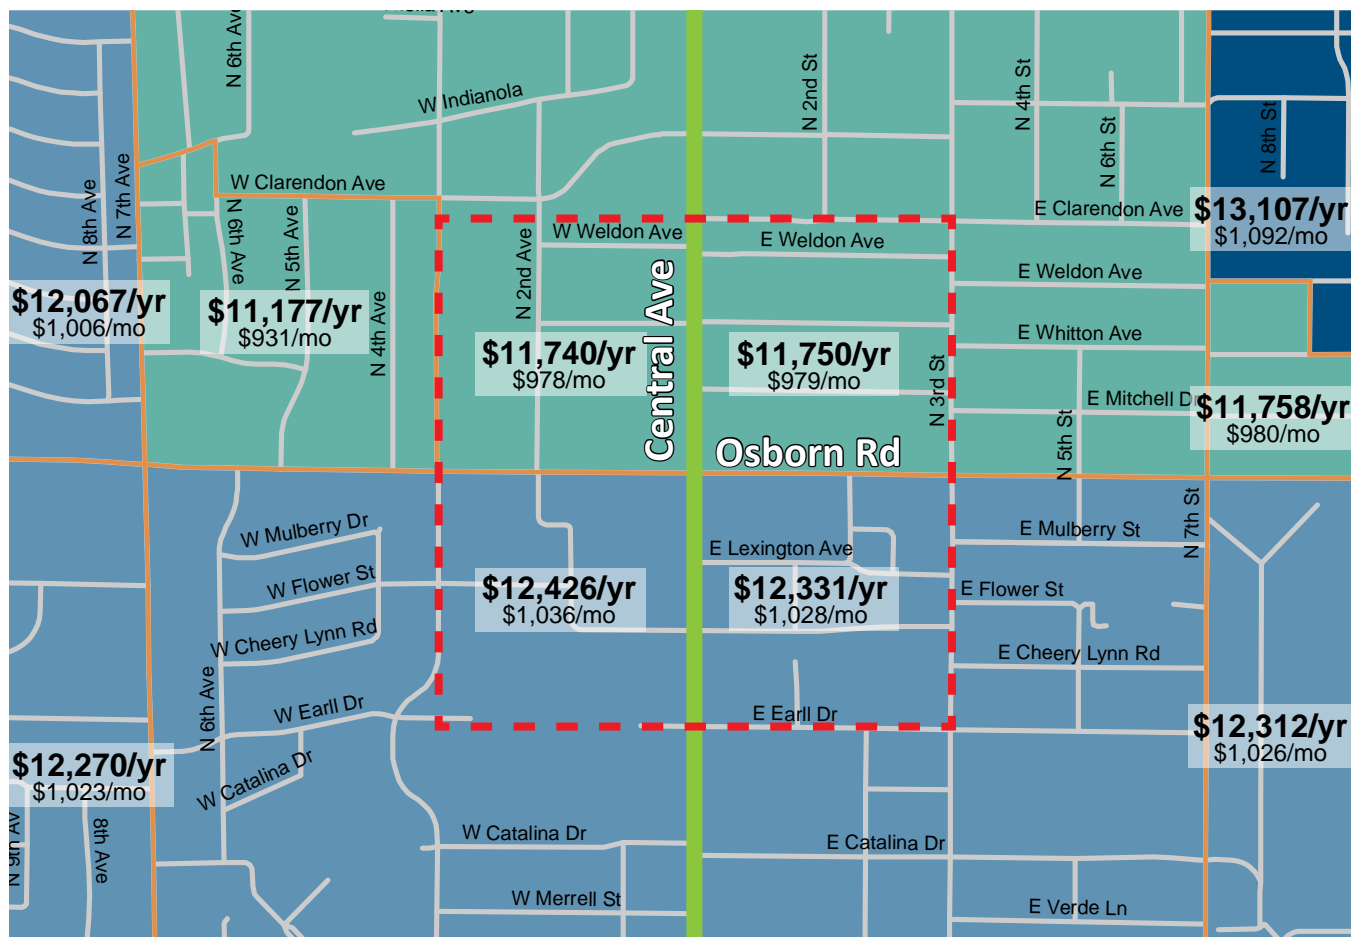 N 6th Ave
W Indianola
N 2nd St
N 4th St
N 6th St
N 8th St
N 8th Ave
N 7th Ave
W Clarendon Ave
E Clarendon Ave
$13,107/yr
$1,092/mo
N 6th Ave
N 5th Ave
N 2nd Ave
W Weldon Ave
E Weldon Ave
E Weldon Ave
$12,067/yr
$1,006/mo
$11,177/yr
$931/mo
N 4th Ave
$11,740/yr
$978/mo
Central Ave
$11,750/yr
$979/mo
N 3rd St
E Whitton Ave
E Mitchell Dr
$11,758/yr
$980/mo
Osborn Rd
N 5th St
N 7th St
W Mulberry Dr
E Mulberry St
E Lexington Ave
W Flower St
$12,426/yr
$1,036/mo
$12,331/yr
$1,028/mo
E Flower St
W Cheery Lynn Rd
E Cheery Lynn Rd
N 6th Ave
W Earll Dr
E Earll Dr
$12,312/yr
$1,026/mo
$12,270/yr
$1,023/mo
W Catalina Dr
W Catalina Dr
E Catalina Dr
N 9th Av
8th Ave
W Merrell St
E Verde Ln